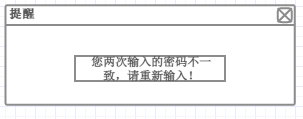 提醒
您两次输入的密码不一
致，请重新输入！